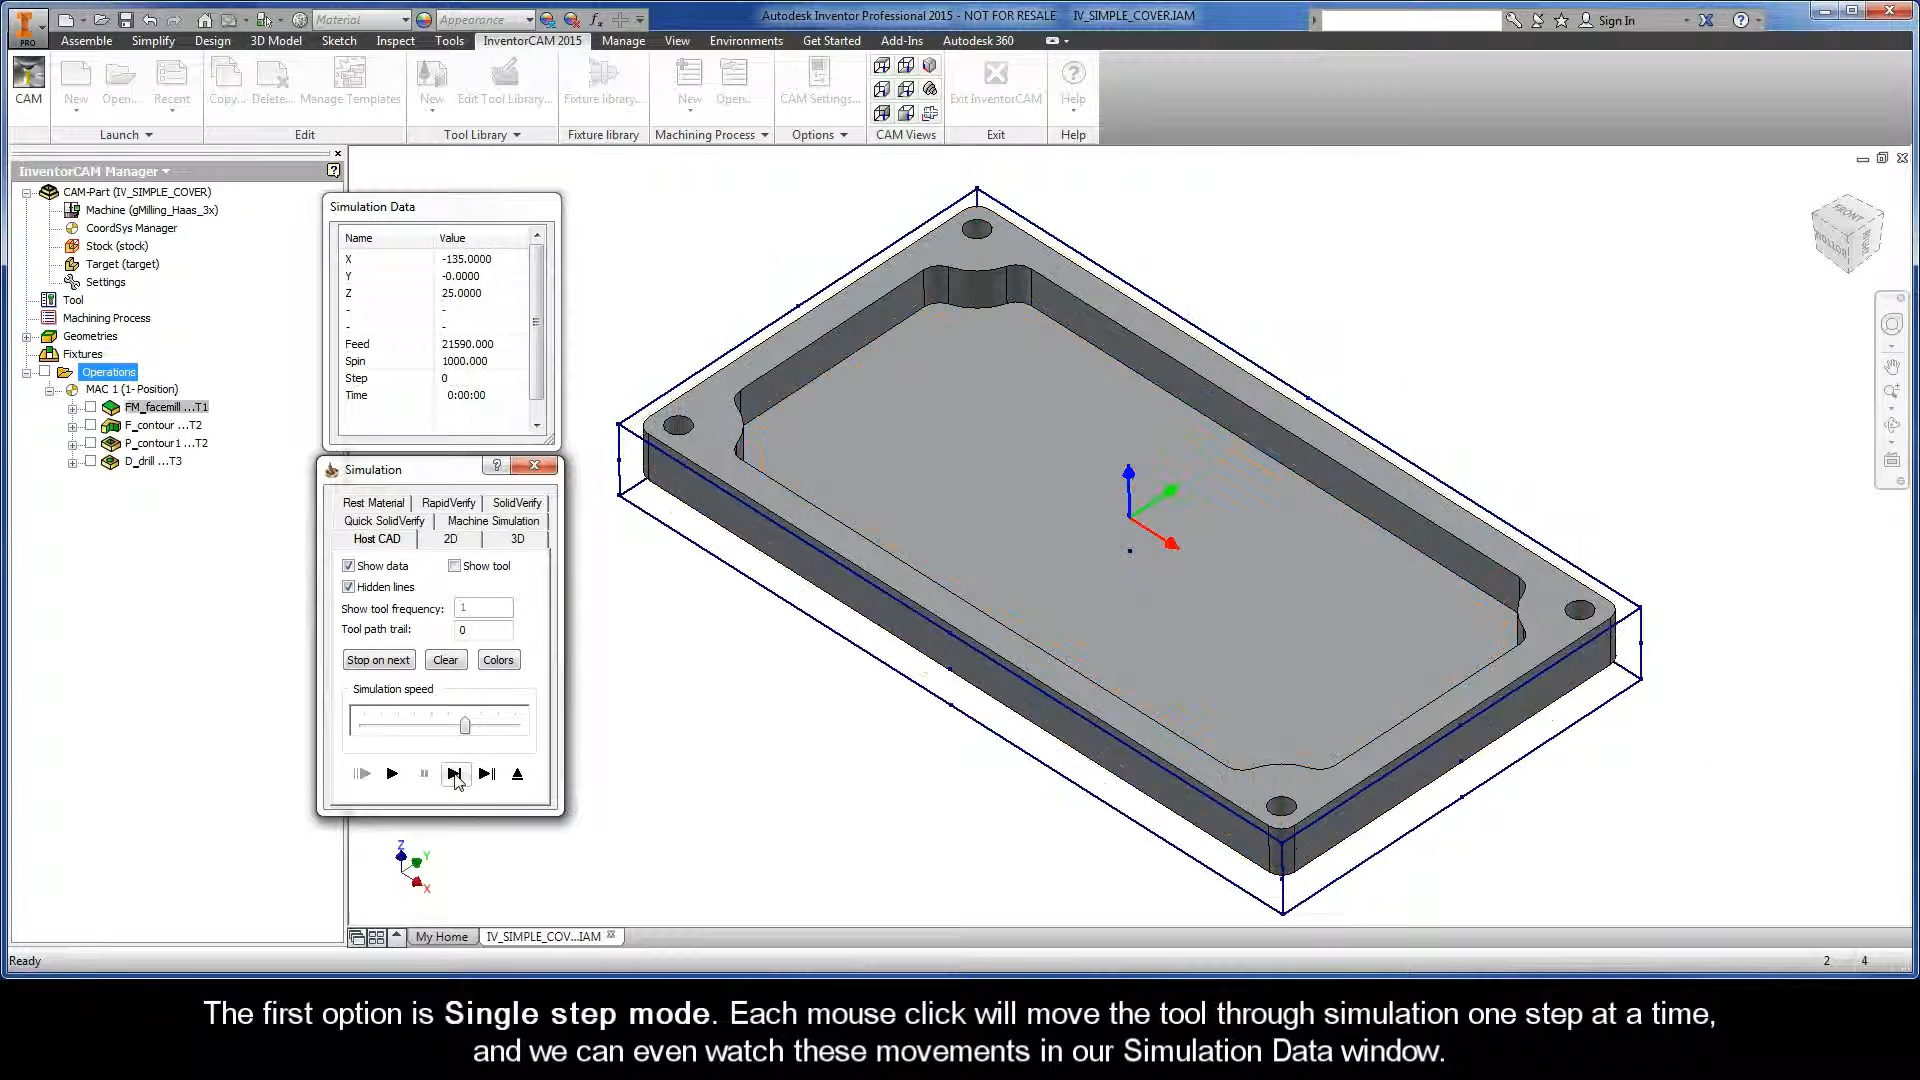 Material
Appearance
Autodesk Inventor Professional 2015 - NOT FOR RESALE IV_SIMPLE_COVER.IAM
Sign In
PRO
Assemble Simplify Design 3D Model Sketch Inspect Tools InventorCAM 2015 Manage View Environments Get Started Add-Ins Autodesk 360
CAM New Open... Recent Copy... Delete... Manage Templates New Edit Tool Library... Fixture library... New Open.. CAM Settings... Exit InventorCAM Help
Launch Edit Tool Library Fixture library Machining Process Options CAM Views Exit Help
InventorCAM Manager
CAM-Part (IV_SIMPLE_COVER)
Machine (gMilling_Haas_3x)
CoordSys Manager
Stock (stock)
Target (target)
Settings
Tool
Machining Process
Geometries
Fixtures
Operations
MAC 1 (1- Position)
FM_facemill ...T1
F_contour ...T2
P_contour1 ...T2
D_drill ...T3
Simulation Data
Name Value
X -135.0000
Y -0.0000
Z 25.0000
- -
- -
Feed 21590.000
Spin 1000.000
Step 0
Time 0:00:00
Simulation
Rest Material RapidVerify SolidVerify
Quick SolidVerify Machine Simulation
Host CAD 2D 3D
Show data Show tool
Hidden lines
Show tool frequency: 1
Tool path trail: 0
Stop on next Clear Colors
Simulation speed
FRONT
BOTTOM
Z
Y
X
My Home IV_SIMPLE_COV...IAM
Ready
2 4
The first option is Single step mode. Each mouse click will move the tool through simulation one step at a time,
and we can even watch these movements in our Simulation Data window.